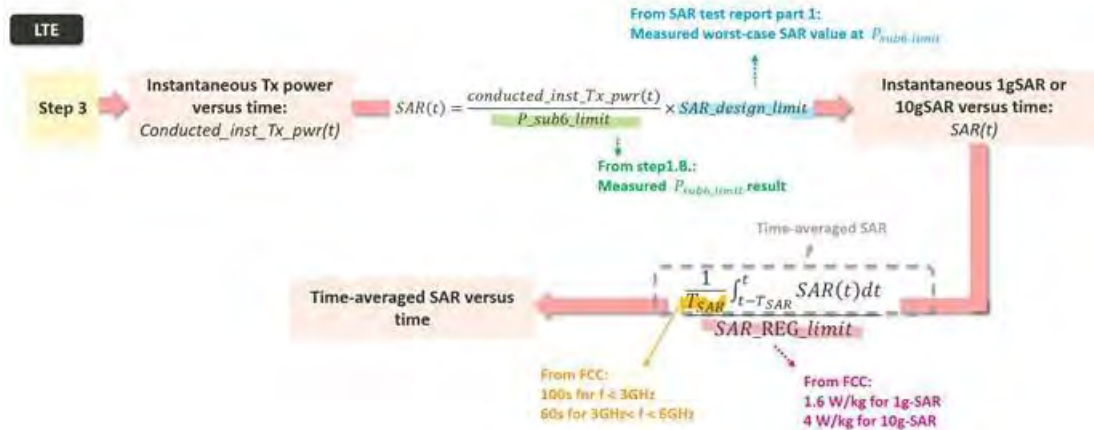 LTE
From SAR test report part 1:
Measured worst-case SAR value at P_sub6_limit
Step 3
Instantaneous Tx power
versus time:
Conducted_inst_Tx_pwr(t)
SAR(t) = conducted_inst_Tx_pwr(t) / P_sub6_limit × SAR_design_limit
Instantaneous 1gSAR or
10gSAR versus time:
SAR(t)
From step1.B.:
Measured P_sub6_limit result
Time-averaged SAR
Time-averaged SAR versus
time
1/T_SAR ∫_{t-T_SAR}^{t} SAR(t)dt
SAR_REG_limit
From FCC:
100s for f < 3GHz
60s for 3GHz< f < 6GHz
From FCC:
1.6 W/kg for 1g-SAR
4 W/kg for 10g-SAR